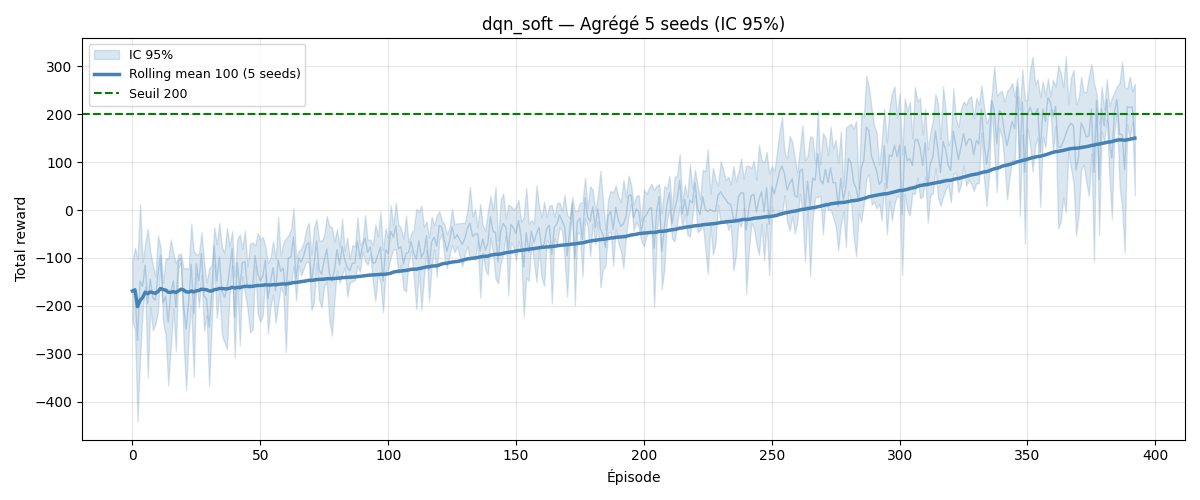 dqn_soft — Agrégé 5 seeds (IC 95%)
IC 95%
Rolling mean 100 (5 seeds)
Seuil 200
300
200
100
0
−100
−200
−300
−400
Total reward
0 50 100 150 200 250 300 350 400
Épisode